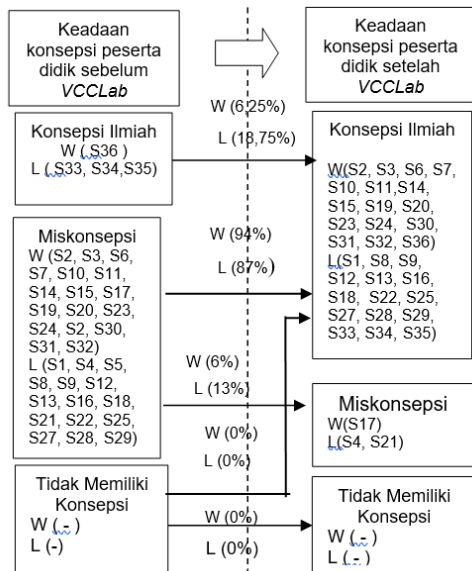 Keadaan
konsepsi peserta
didik sebelum
VCCLab
Keadaan
konsepsi peserta
didik setelah
VCCLab
W (6,25%)
L (18,75%)
Konsepsi Ilmiah
W ( S36 )
L ( S33, S34,S35)
Konsepsi Ilmiah
W(S2, S3, S6, S7,
S10, S11,S14,
S15, S19, S20,
S23, S24, S30,
S31, S32, S36)
L(S1, S8, S9,
S12, S13, S16,
S18, S22, S25,
S27, S28, S29,
S33, S34, S35)
W (94%)
L (87%)
Miskonsepsi
W (S2, S3, S6,
S7, S10, S11,
S14, S15, S17,
S19, S20, S23,
S24, S2, S30,
S31, S32)
L (S1, S4, S5,
S8, S9, S12,
S13, S16, S18,
S21, S22, S25,
S27, S28, S29)
W (6%)
L (13%)
Miskonsepsi
W(S17)
L(S4, S21)
W (0%)
L (0%)
Tidak Memiliki
Konsepsi
W ( - )
L (-)
W (0%)
L (0%)
Tidak Memiliki
Konsepsi
W ( - )
L ( - )